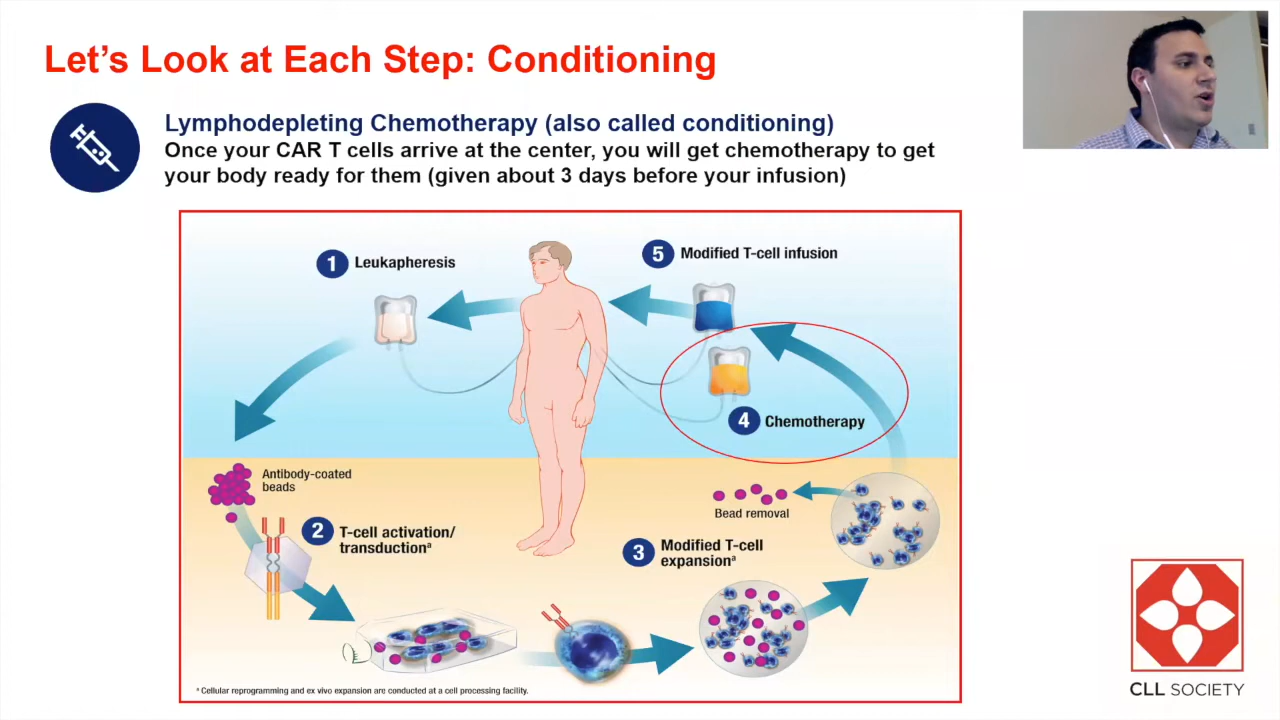 Let's Look at Each Step: Conditioning
Lymphodepleting Chemotherapy (also called conditioning)
Once your CAR T cells arrive at the center, you will get chemotherapy to get
your body ready for them (given about 3 days before your infusion)
1 Leukapheresis
5 Modified T-cell infusion
4 Chemotherapy
Antibody-coated
beads
2 T-cell activation/
transductionᵃ
Bead removal
3 Modified T-cell
expansionᵃ
ᵃ Cellular reprogramming and ex vivo expansion are conducted at a cell processing facility.
CLL SOCIETY